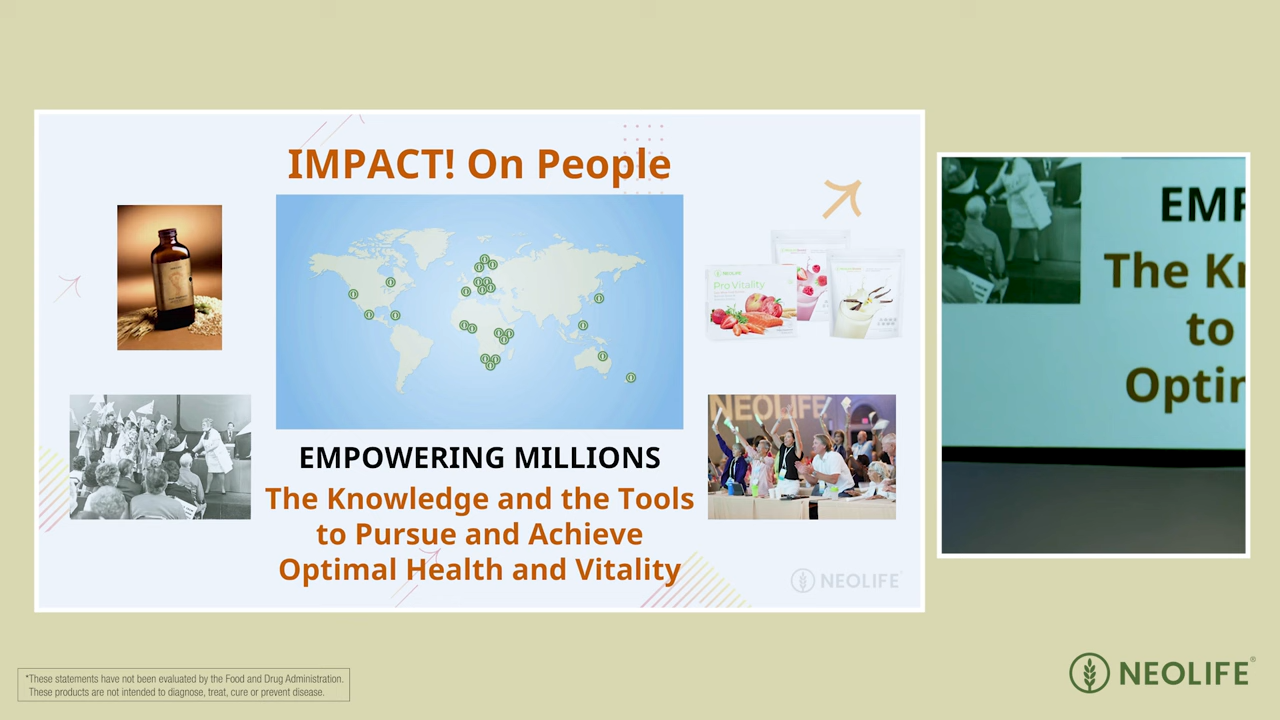 IMPACT! On People
NEOLIFE
Pro Vitality
NEOLIFE
EMPOWERING MILLIONS
The Knowledge and the Tools
to Pursue and Achieve
Optimal Health and Vitality
NEOLIFE
EMP
The Kn
to
Optim
*These statements have not been evaluated by the Food and Drug Administration.
These products are not intended to diagnose, treat, cure or prevent disease.
NEOLIFE®